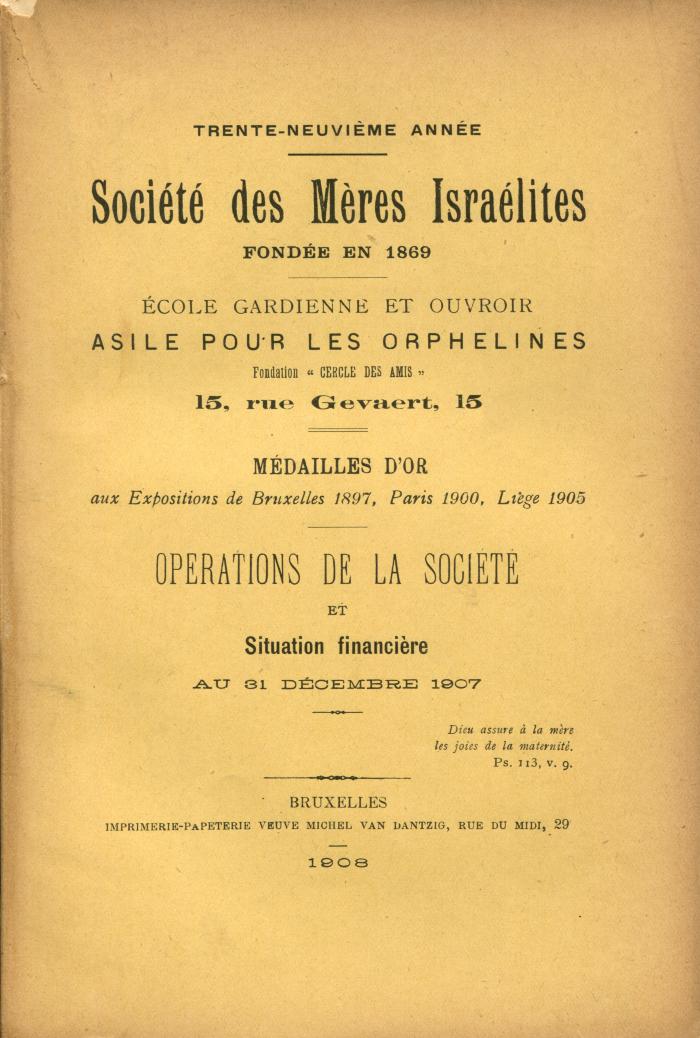 TRENTE-NEUVIÈME ANNÉE
Société des Mères Israélites
FONDÉE EN 1869
ÉCOLE GARDIENNE ET OUVROIR
ASILE POUR LES ORPHELINES
Fondation “ CERCLE DES AMIS „
15, rue Gevaert, 15
MÉDAILLES D'OR
aux Expositions de Bruxelles 1897, Paris 1900, Liège 1905
OPÉRATIONS DE LA SOCIÉTÉ
ET
Situation financière
AU 31 DÉCEMBRE 1907
Dieu assure à la mère
les joies de la maternité.
Ps. 113, v. 9.
BRUXELLES
IMPRIMERIE-PAPETERIE VEUVE MICHEL VAN DANTZIG, RUE DU MIDI, 29
1908